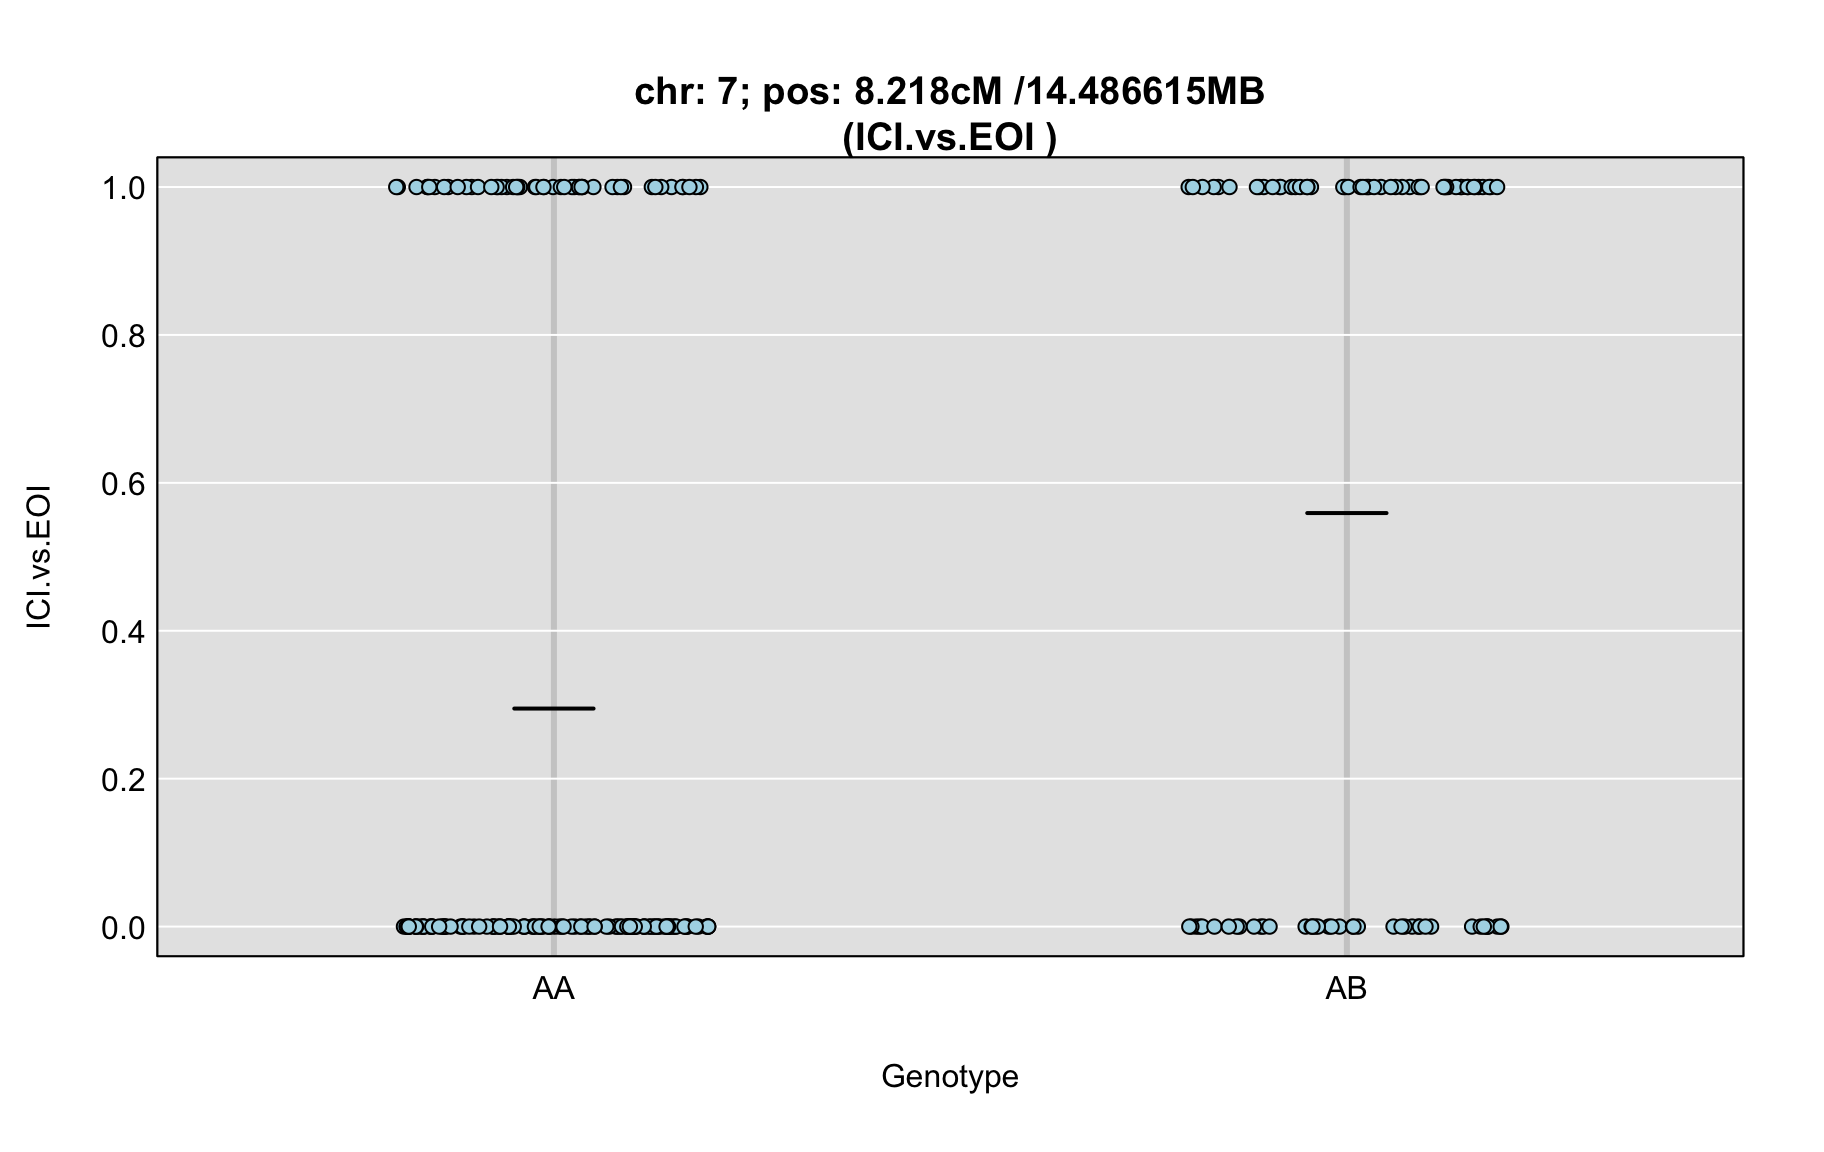 chr: 7; pos: 8.218cM /14.486615MB
(ICI.vs.EOI )
1.0
0.8
0.6
0.4
0.2
0.0
ICI.vs.EOI
AA
AB
Genotype